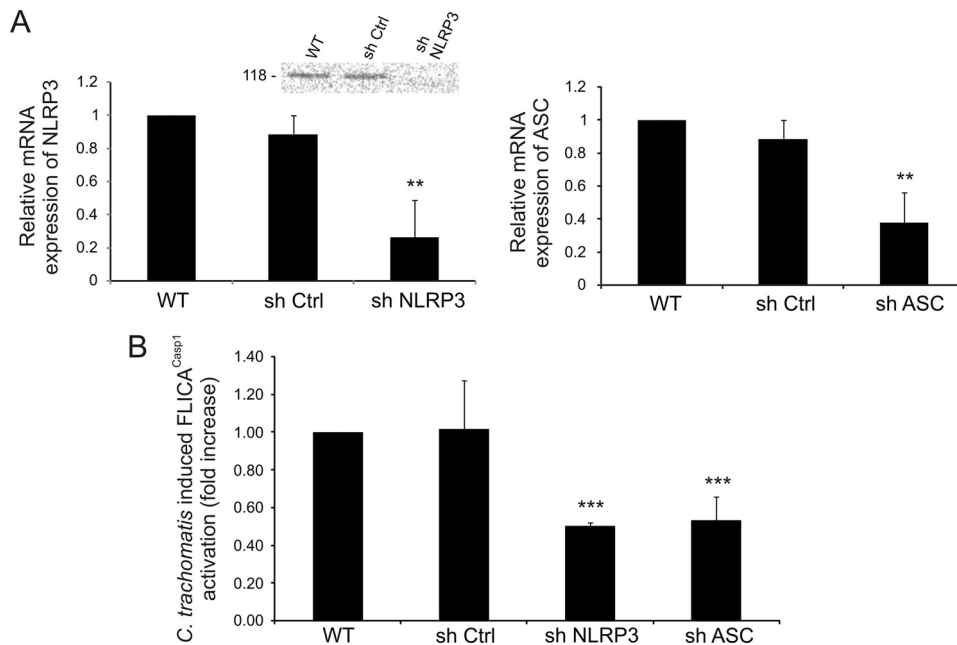 A
WT
sh Ctrl
sh
NLRP3
118 -
Relative mRNA
expression of NLRP3
1.2
1
0.8
0.6
0.4
0.2
0
**
WT
sh Ctrl
sh NLRP3
Relative mRNA
expression of ASC
1.2
1
0.8
0.6
0.4
0.2
0
**
WT
sh Ctrl
sh ASC
B
C. trachomatis induced FLICA^Casp1
activation (fold increase)
1.40
1.20
1.00
0.80
0.60
0.40
0.20
0.00
***
***
WT
sh Ctrl
sh NLRP3
sh ASC